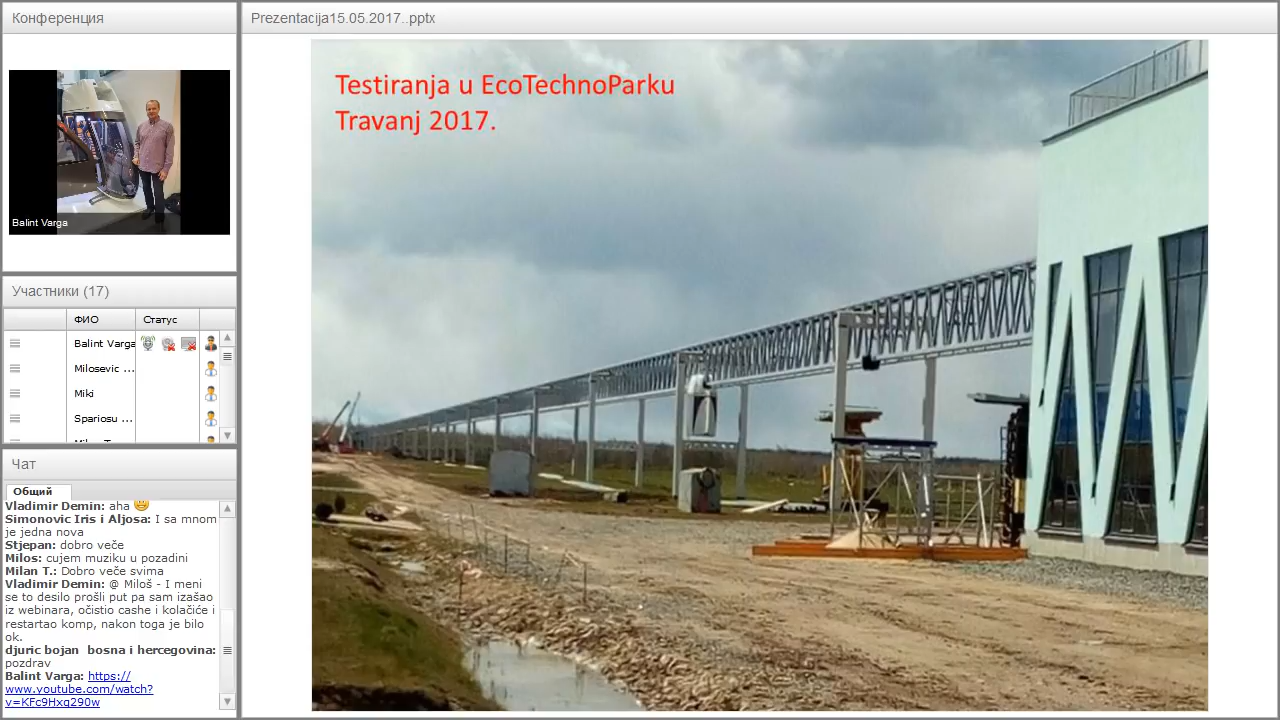 Конференция
Balint Varga
Участники (17)
ФИО
Статус
Balint Varga
Milosevic ...
Miki
Spariosu ...
Чат
Общий
Vladimir Demin: aha
Simonovic Iris i Aljosa: I sa mnom
je jedna nova
Stjepan: dobro veče
Milos: cujem muziku u pozadini
Milan T.: Dobro veče svima
Vladimir Demin: @ Miloš - I meni
se to desilo prošli put pa sam izašao
iz webinara, očistio cashe i kolačiće i
restartao komp, nakon toga je bilo
ok.
djuric bojan bosna i hercegovina:
pozdrav
Balint Varga: https://
www.youtube.com/watch?
v=KFc9Hxq290w
Prezentacija15.05.2017..pptx
Testiranja u EcoTechnoParku
Travanj 2017.